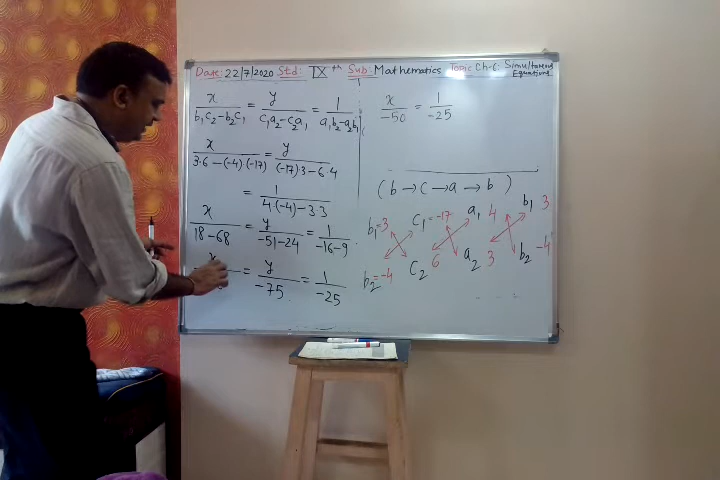 Date: 22/7/2020 Std: IXth Sub: Mathematics Topic Ch-6: Simultaneous Equations
x/(b₁c₂-b₂c₁) = y/(c₁a₂-c₂a₁) = 1/(a₁b₂-a₂b₁)
x/(3·6-(-4)·(-17)) = y/((-17)·3-6·4)
= 1/(4·(-4)-3·3)
x/(18-68) = y/(-51-24) = 1/(-16-9)
x = y/(-75) = 1/(-25)
x/(-50) = 1/(-25)
(b→c→a→b)
b₁=3 c₁=-17 a₁ 4 b₁ 3
b₂=-4 c₂ 6 a₂ 3 b₂ -4